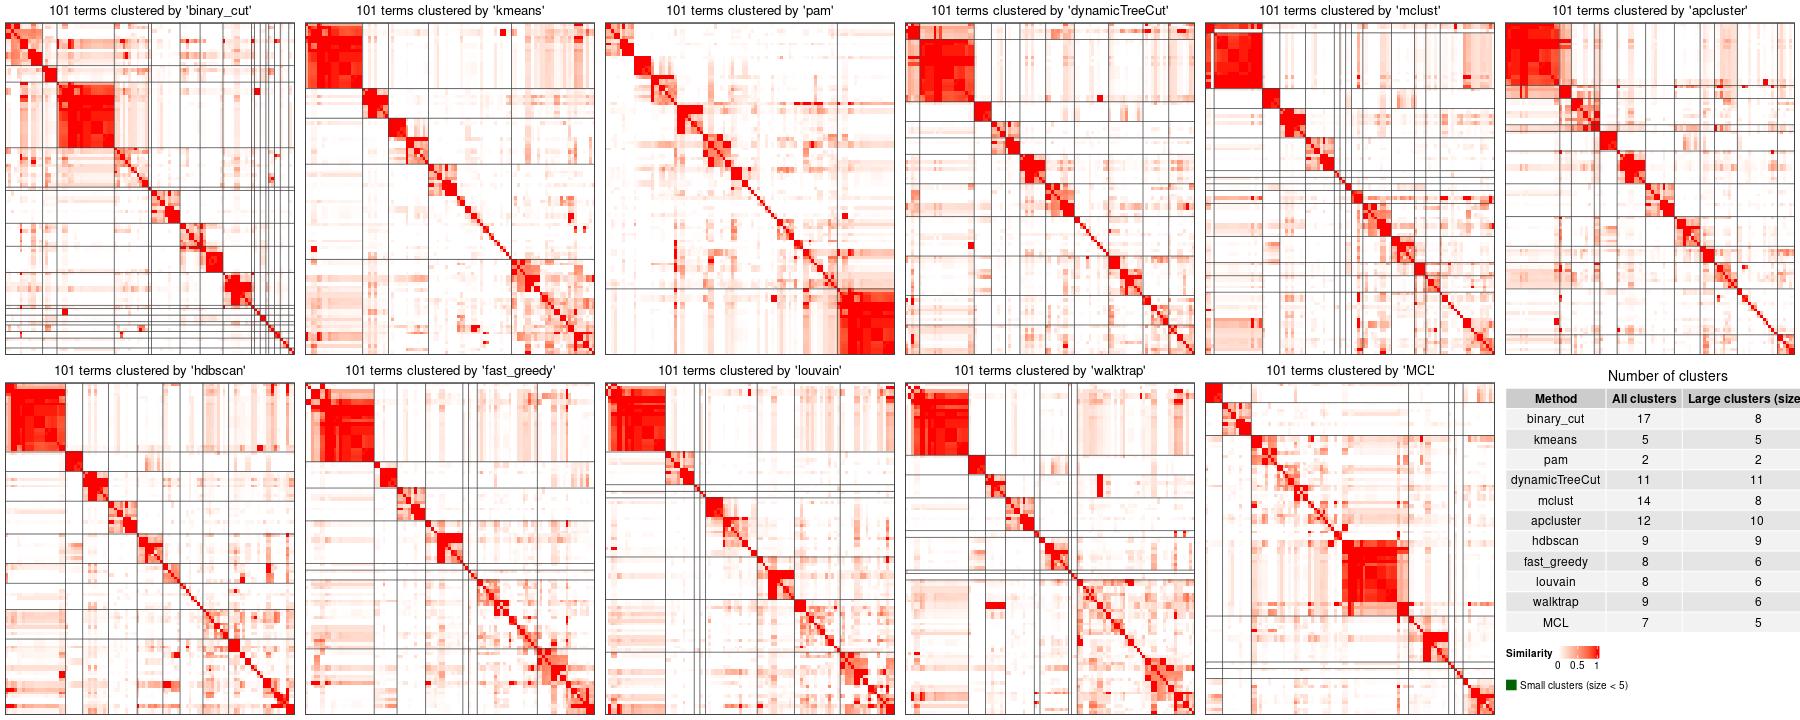 101 terms clustered by 'binary_cut'
101 terms clustered by 'kmeans'
101 terms clustered by 'pam'
101 terms clustered by 'dynamicTreeCut'
101 terms clustered by 'mclust'
101 terms clustered by 'apcluster'
101 terms clustered by 'hdbscan'
101 terms clustered by 'fast_greedy'
101 terms clustered by 'louvain'
101 terms clustered by 'walktrap'
101 terms clustered by 'MCL'
Number of clusters
Method All clusters Large clusters (size
binary_cut 17 8
kmeans 5 5
pam 2 2
dynamicTreeCut 11 11
mclust 14 8
apcluster 12 10
hdbscan 9 9
fast_greedy 8 6
louvain 8 6
walktrap 9 6
MCL 7 5
Similarity
0 0.5 1
Small clusters (size < 5)